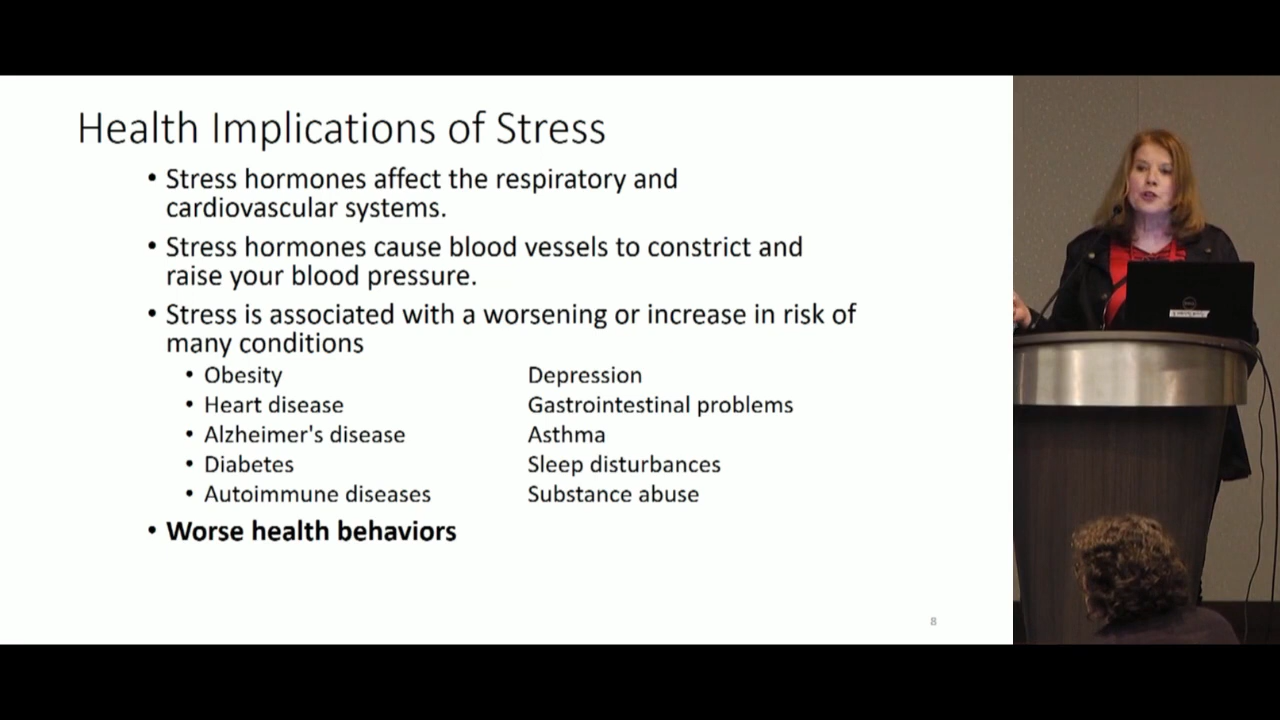 Health Implications of Stress
• Stress hormones affect the respiratory and
cardiovascular systems.
• Stress hormones cause blood vessels to constrict and
raise your blood pressure.
• Stress is associated with a worsening or increase in risk of
many conditions
• Obesity Depression
• Heart disease Gastrointestinal problems
• Alzheimer's disease Asthma
• Diabetes Sleep disturbances
• Autoimmune diseases Substance abuse
• Worse health behaviors
8